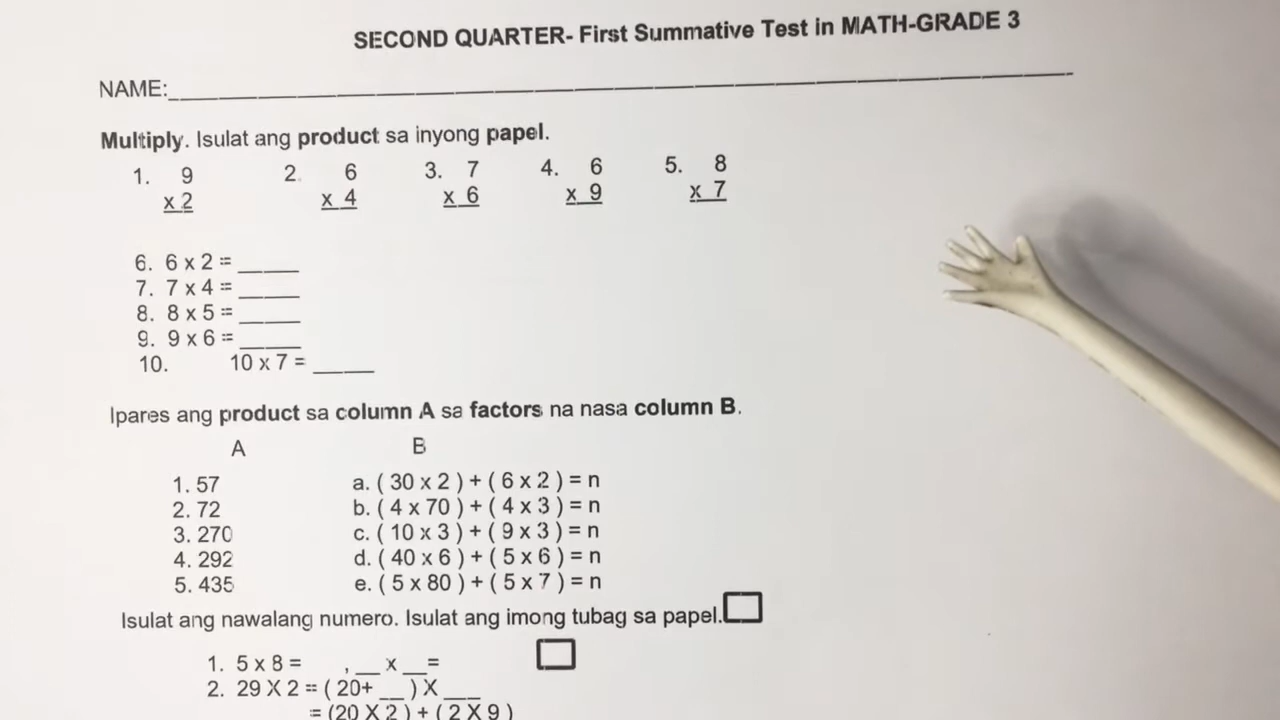 SECOND QUARTER- First Summative Test in MATH-GRADE 3
NAME:
Multiply. Isulat ang product sa inyong papel.
1. 9 2. 6 3. 7 4. 6 5. 8
x 2 x 4 x 6 x 9 x 7
6. 6 x 2 = ____
7. 7 x 4 = ____
8. 8 x 5 = ____
9. 9 x 6 = ____
10. 10 x 7 = ____
Ipares ang product sa column A sa factors na nasa column B.
A B
1. 57 a. ( 30 x 2 ) + ( 6 x 2 ) = n
2. 72 b. ( 4 x 70 ) + ( 4 x 3 ) = n
3. 270 c. ( 10 x 3 ) + ( 9 x 3 ) = n
4. 292 d. ( 40 x 6 ) + ( 5 x 6 ) = n
5. 435 e. ( 5 x 80 ) + ( 5 x 7 ) = n
Isulat ang nawalang numero. Isulat ang imong tubag sa papel.
1. 5 x 8 = , __ x __ =
2. 29 X 2 = ( 20+ __ ) X ___
= (20 X 2 ) + ( 2 X 9 )